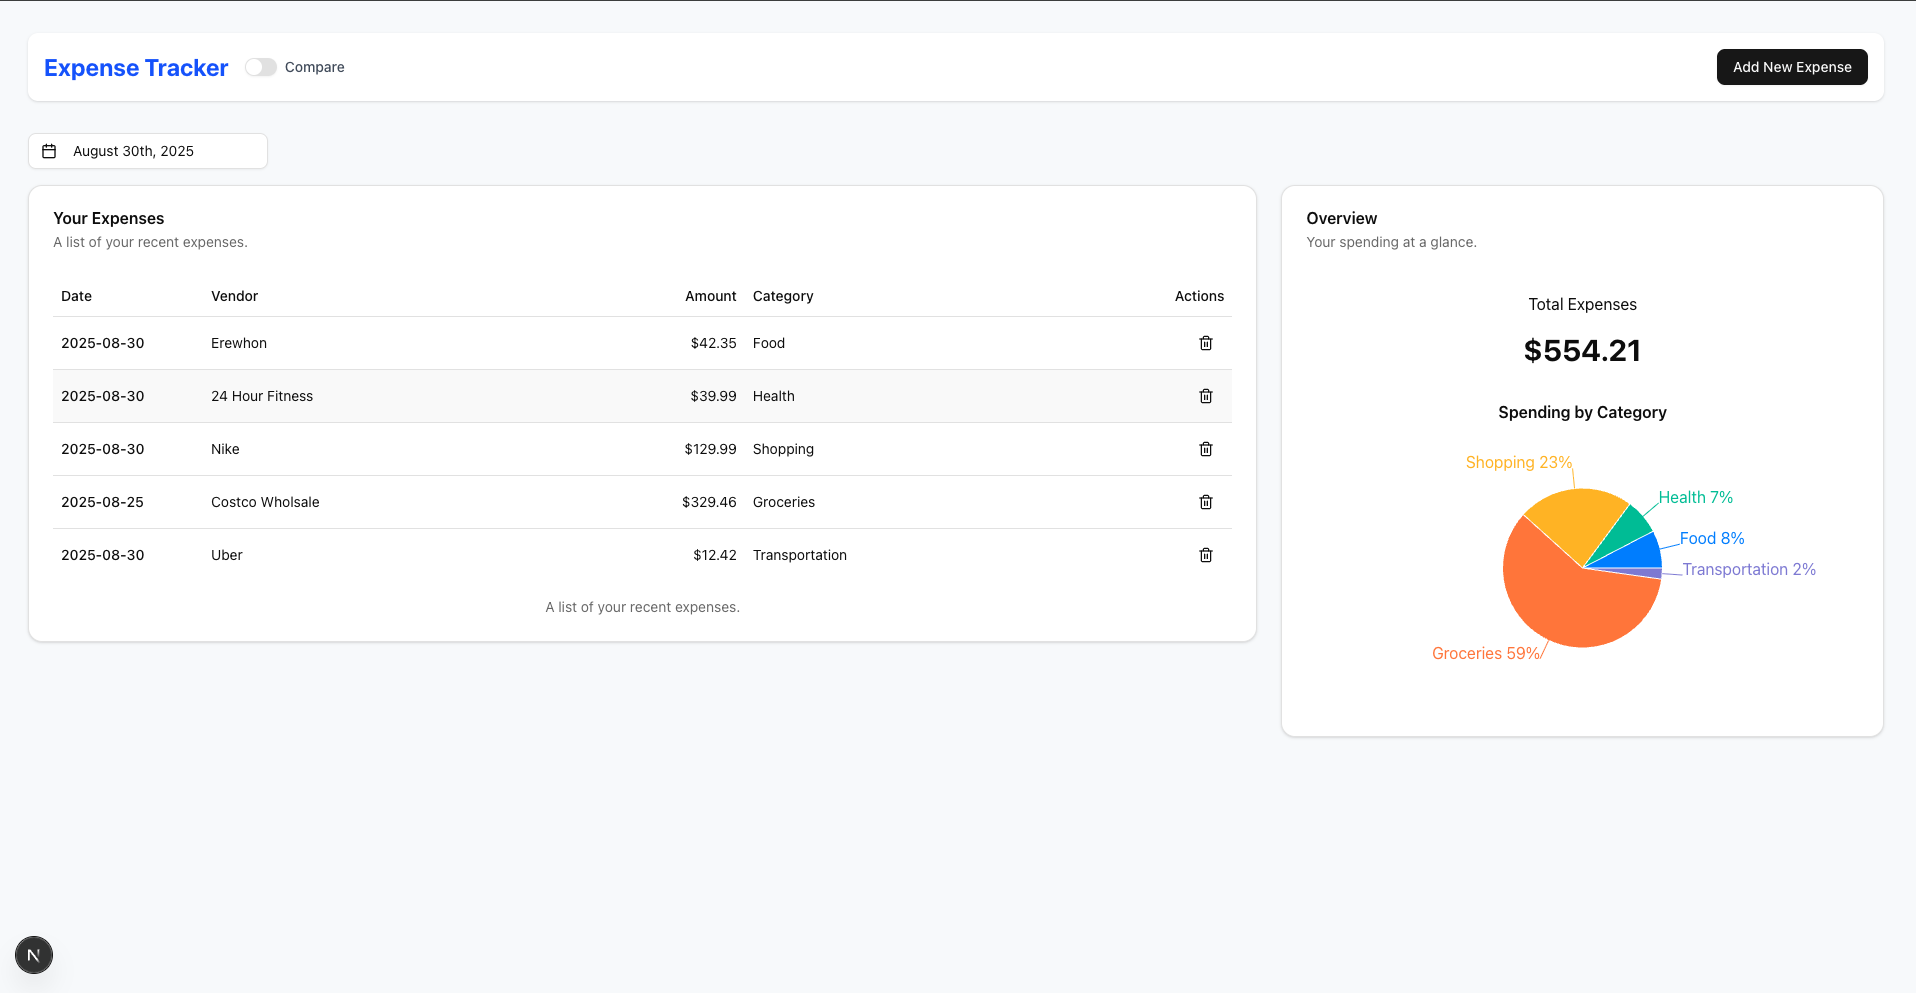 Expense Tracker Compare Add New Expense
August 30th, 2025
Your Expenses
A list of your recent expenses.
Date Vendor Amount Category Actions
2025-08-30 Erewhon $42.35 Food
2025-08-30 24 Hour Fitness $39.99 Health
2025-08-30 Nike $129.99 Shopping
2025-08-25 Costco Wholsale $329.46 Groceries
2025-08-30 Uber $12.42 Transportation
A list of your recent expenses.
Overview
Your spending at a glance.
Total Expenses
$554.21
Spending by Category
Shopping 23%
Health 7%
Food 8%
Transportation 2%
Groceries 59%
N